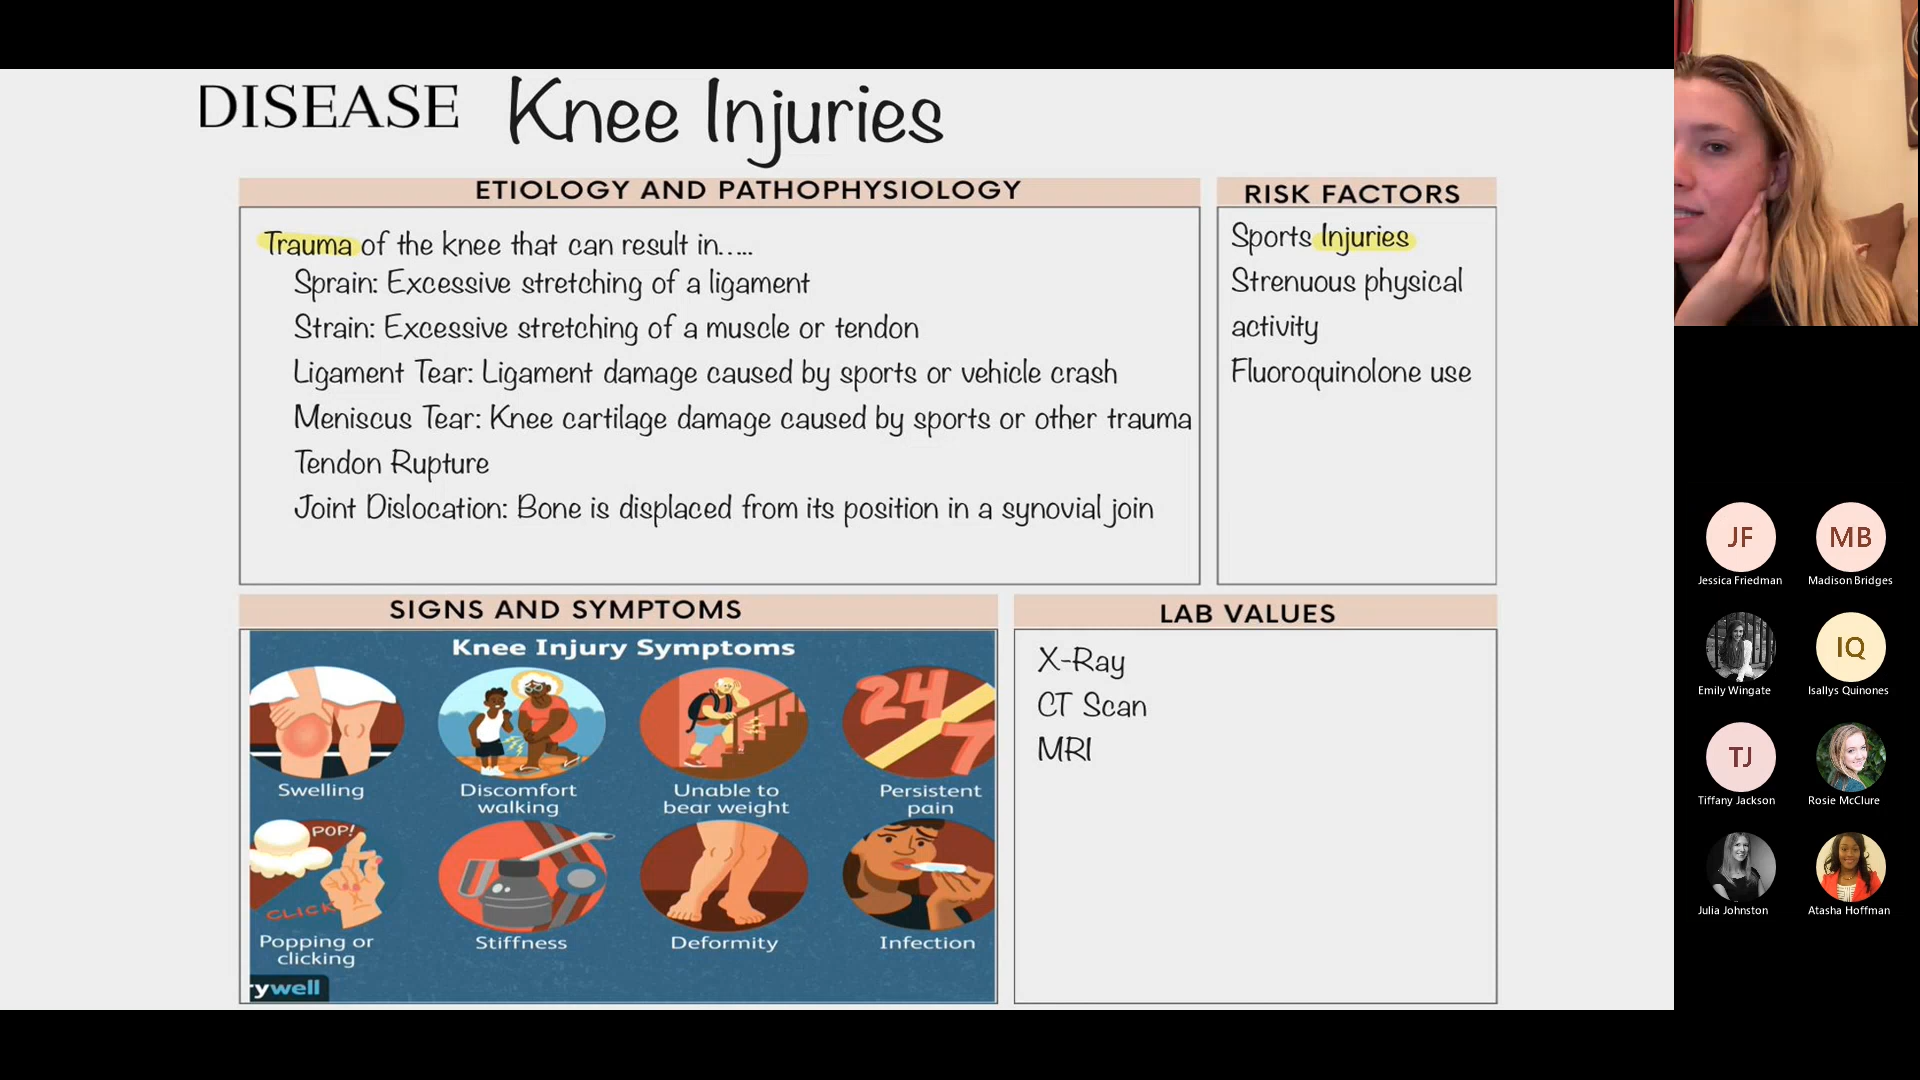 DISEASE Knee Injuries
ETIOLOGY AND PATHOPHYSIOLOGY
Trauma of the knee that can result in.....
Sprain: Excessive stretching of a ligament
Strain: Excessive stretching of a muscle or tendon
Ligament Tear: Ligament damage caused by sports or vehicle crash
Meniscus Tear: Knee cartilage damage caused by sports or other trauma
Tendon Rupture
Joint Dislocation: Bone is displaced from its position in a synovial join
RISK FACTORS
Sports Injuries
Strenuous physical
activity
Fluoroquinolone use
SIGNS AND SYMPTOMS
Knee Injury Symptoms
24
7
Swelling
Discomfort
walking
Unable to
bear weight
Persistent
pain
POP!
CLICK
Popping or
clicking
Stiffness
Deformity
Infection
rywell
LAB VALUES
X-Ray
CT Scan
MRI
JF
Jessica Friedman
MB
Madison Bridges
Emily Wingate
IQ
Isallys Quinones
TJ
Tiffany Jackson
Rosie McClure
Julia Johnston
Atasha Hoffman